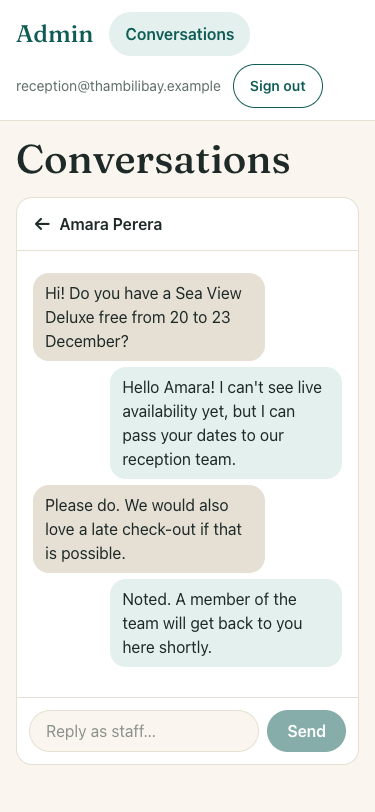 Admin
Conversations
reception@thambilibay.example
Sign out
Conversations
← Amara Perera
Hi! Do you have a Sea View
Deluxe free from 20 to 23
December?
Hello Amara! I can't see live
availability yet, but I can
pass your dates to our
reception team.
Please do. We would also
love a late check-out if that
is possible.
Noted. A member of the
team will get back to you
here shortly.
Reply as staff...
Send